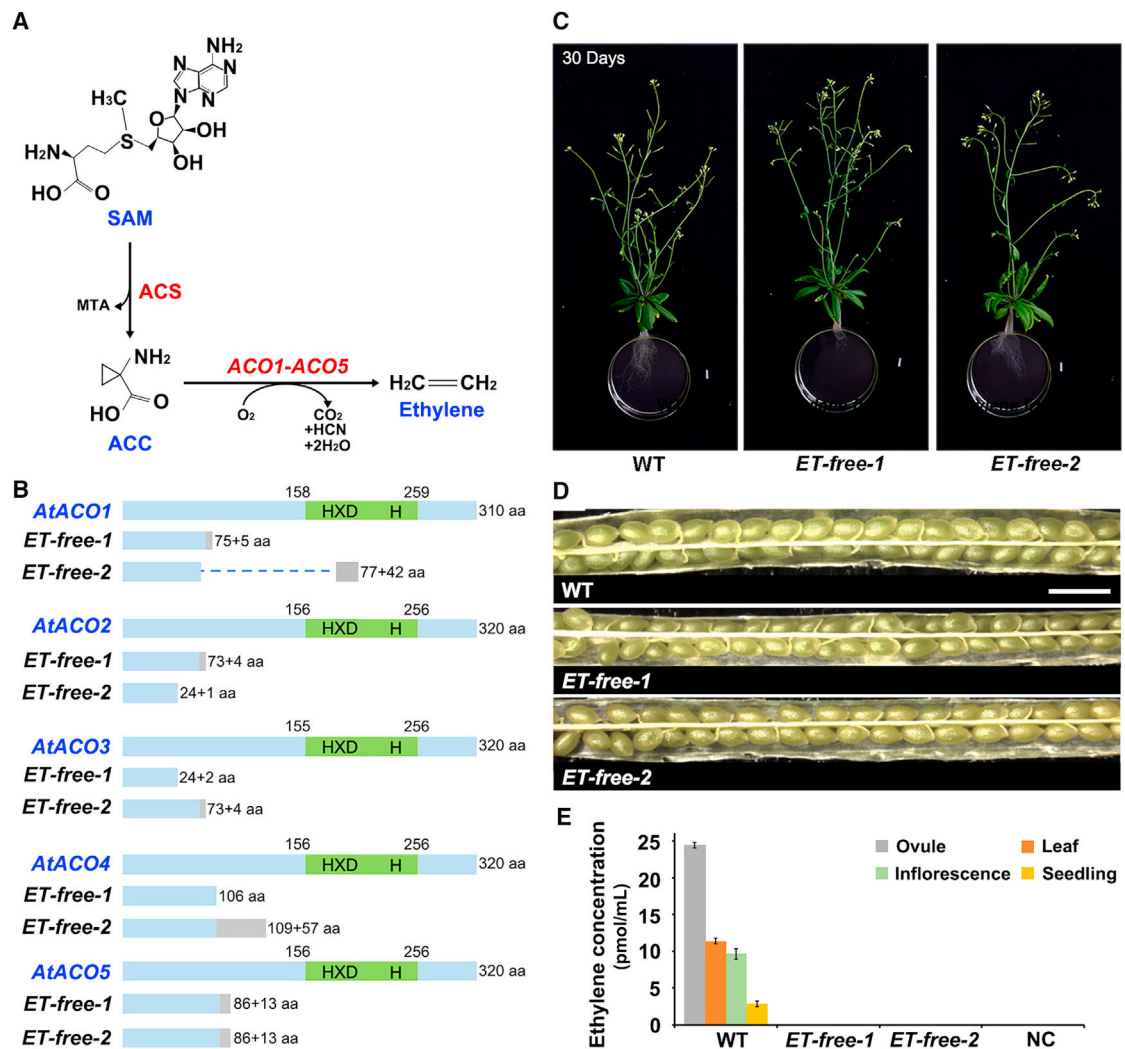 A
NH₂
N
N
N
N
H₃C
O
S
OH
OH
H₂N
HO
O
SAM
ACS
MTA
NH₂
HO
O
ACC
ACO1-ACO5
O₂
CO₂
+HCN
+2H₂O
H₂C
CH₂
Ethylene
B
158 259
AtACO1 HXD H 310 aa
ET-free-1 75+5 aa
ET-free-2 77+42 aa
156 256
AtACO2 HXD H 320 aa
ET-free-1 73+4 aa
ET-free-2 24+1 aa
155 256
AtACO3 HXD H 320 aa
ET-free-1 24+2 aa
ET-free-2 73+4 aa
156 256
AtACO4 HXD H 320 aa
ET-free-1 106 aa
ET-free-2 109+57 aa
156 256
AtACO5 HXD H 320 aa
ET-free-1 86+13 aa
ET-free-2 86+13 aa
C
30 Days
WT ET-free-1 ET-free-2
D
WT
ET-free-1
ET-free-2
E
Ethylene concentration
(pmol/mL)
25
20
15
10
5
0
Ovule Leaf
Inflorescence Seedling
WT ET-free-1 ET-free-2 NC